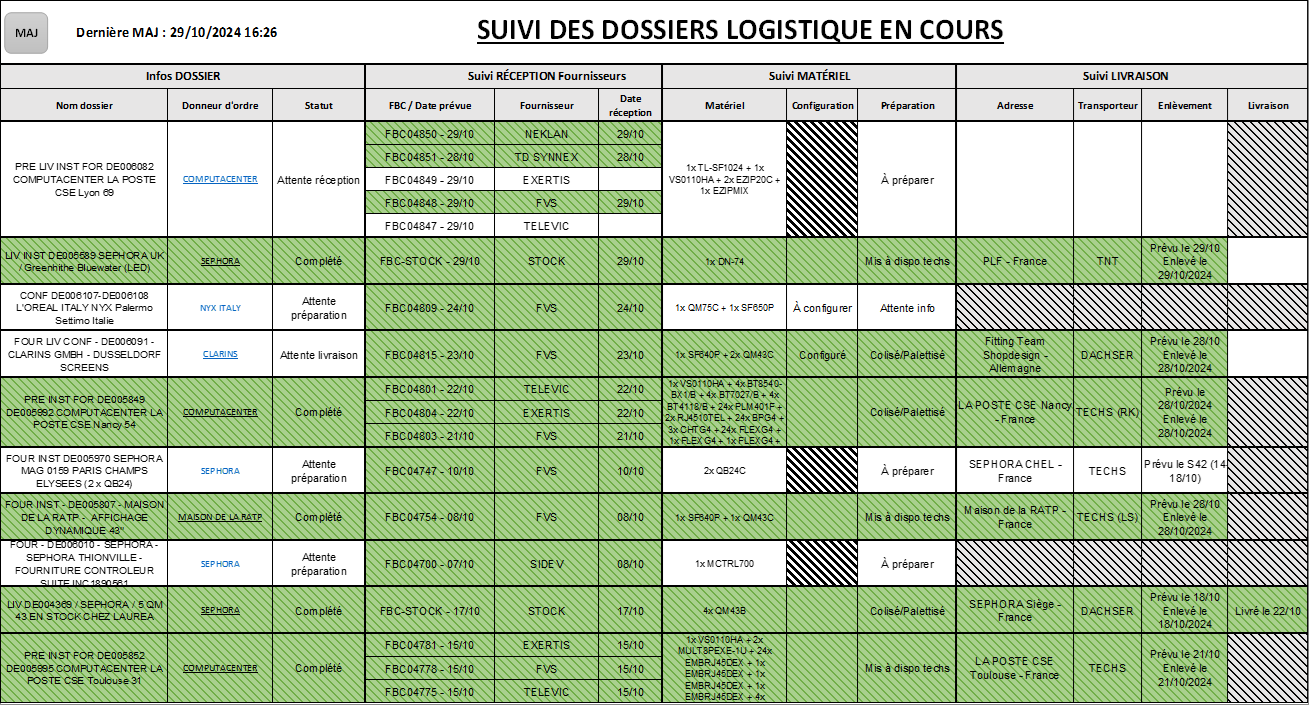 MAJ
Dernière MAJ : 29/10/2024 16:26
SUIVI DES DOSSIERS LOGISTIQUE EN COURS
Infos DOSSIER
Suivi RÉCEPTION Fournisseurs
Suivi MATÉRIEL
Suivi LIVRAISON
Nom dossier
Donneur d'ordre
Statut
FBC / Date prévue
Fournisseur
Date
réception
Matériel
Configuration
Préparation
Adresse
Transporteur
Enlèvement
Livraison
PRE LIV INST FOR DE006082
COMPUTACENTER LA POSTE
CSE Lyon 69
COMPUTACENTER
Attente réception
FBC04850 - 29/10
NEKLAN
29/10
FBC04851 - 28/10
TD SYNNEX
28/10
FBC04849 - 29/10
EXERTIS
FBC04848 - 29/10
FVS
29/10
FBC04847 - 29/10
TELEVIC
1x TL-SF1024 + 1x
VS0110HA + 2x EZIP20C +
1x EZIPMIX
À préparer
LIV INST DE005589 SEPHORA UK
/ Greenhithe Bluewater (LED)
SEPHORA
Complété
FBC-STOCK - 29/10
STOCK
29/10
1x DN-74
Mis à dispo techs
PLF - France
TNT
Prévu le 29/10
Enlevé le
29/10/2024
CONF DE006107-DE006108
L'OREAL ITALY NYX Palermo
Settimo Italie
NYX ITALY
Attente
préparation
FBC04809 - 24/10
FVS
24/10
1x QM75C + 1x SF650P
À configurer
Attente info
FOUR LIV CONF - DE006091 -
CLARINS GMBH - DUSSELDORF
SCREENS
CLARINS
Attente livraison
FBC04815 - 23/10
FVS
23/10
1x SF640P + 2x QM43C
Configuré
Colisé/Palettisé
Fitting Team
Shopdesign -
Allemagne
DACHSER
Prévu le 28/10
Enlevé le
28/10/2024
PRE INST FOR DE005849
DE005992 COMPUTACENTER LA
POSTE CSE Nancy 54
COMPUTACENTER
Complété
FBC04801 - 22/10
TELEVIC
22/10
FBC04804 - 22/10
EXERTIS
22/10
FBC04803 - 21/10
FVS
21/10
1x VS0110HA + 4x BT8540-
BX1/B + 4x BT7027/B + 4x
BT4118/B + 24x PLM401F +
2x RJ4510TEL + 24x BPG4 +
3x CHTG4 + 24x FLEXG4 +
1x FLEXG4 + 1x FLEXG4 +
Colisé/Palettisé
LA POSTE CSE Nancy
- France
TECHS (RK)
Prévu le
28/10/2024
Enlevé le
28/10/2024
FOUR INST DE005970 SEPHORA
MAG 0159 PARIS CHAMPS
ELYSEES (2 x QB24)
SEPHORA
Attente
préparation
FBC04747 - 10/10
FVS
10/10
2x QB24C
À préparer
SEPHORA CHEL -
France
TECHS
Prévu le S42 (14
18/10)
FOUR INST - DE005807 - MAISON
DE LA RATP - AFFICHAGE
DYNAMIQUE 43"
MAISON DE LA RATP
Complété
FBC04754 - 08/10
FVS
08/10
1x SF640P + 1x QM43C
Mis à dispo techs
Maison de la RATP -
France
TECHS (LS)
Prévu le 28/10
Enlevé le
28/10/2024
FOUR - DE006010 - SEPHORA -
SEPHORA THIONVILLE -
FOURNITURE CONTROLEUR
SUITE INC1890561
SEPHORA
Attente
préparation
FBC04700 - 07/10
SIDEV
08/10
1x MCTRL700
À préparer
LIV DE004369 / SEPHORA / 5 QM
43 EN STOCK CHEZ LAUREA
SEPHORA
Complété
FBC-STOCK - 17/10
STOCK
17/10
4x QM43B
Colisé/Palettisé
SEPHORA Siège -
France
DACHSER
Prévu le 18/10
Enlevé le
18/10/2024
Livré le 22/10
PRE INST FOR DE005852
DE005995 COMPUTACENTER LA
POSTE CSE Toulouse 31
COMPUTACENTER
Complété
FBC04781 - 15/10
EXERTIS
15/10
FBC04778 - 15/10
FVS
15/10
FBC04775 - 15/10
TELEVIC
15/10
1x VS0110HA + 2x
MULT8PEXE-1U + 24x
EMBRJ45DEX + 1x
EMBRJ45DEX + 1x
EMBRJ45DEX + 1x
EMBRJ45DEX + 4x
Mis à dispo techs
LA POSTE CSE
Toulouse - France
TECHS
Prévu le 21/10
Enlevé le
21/10/2024